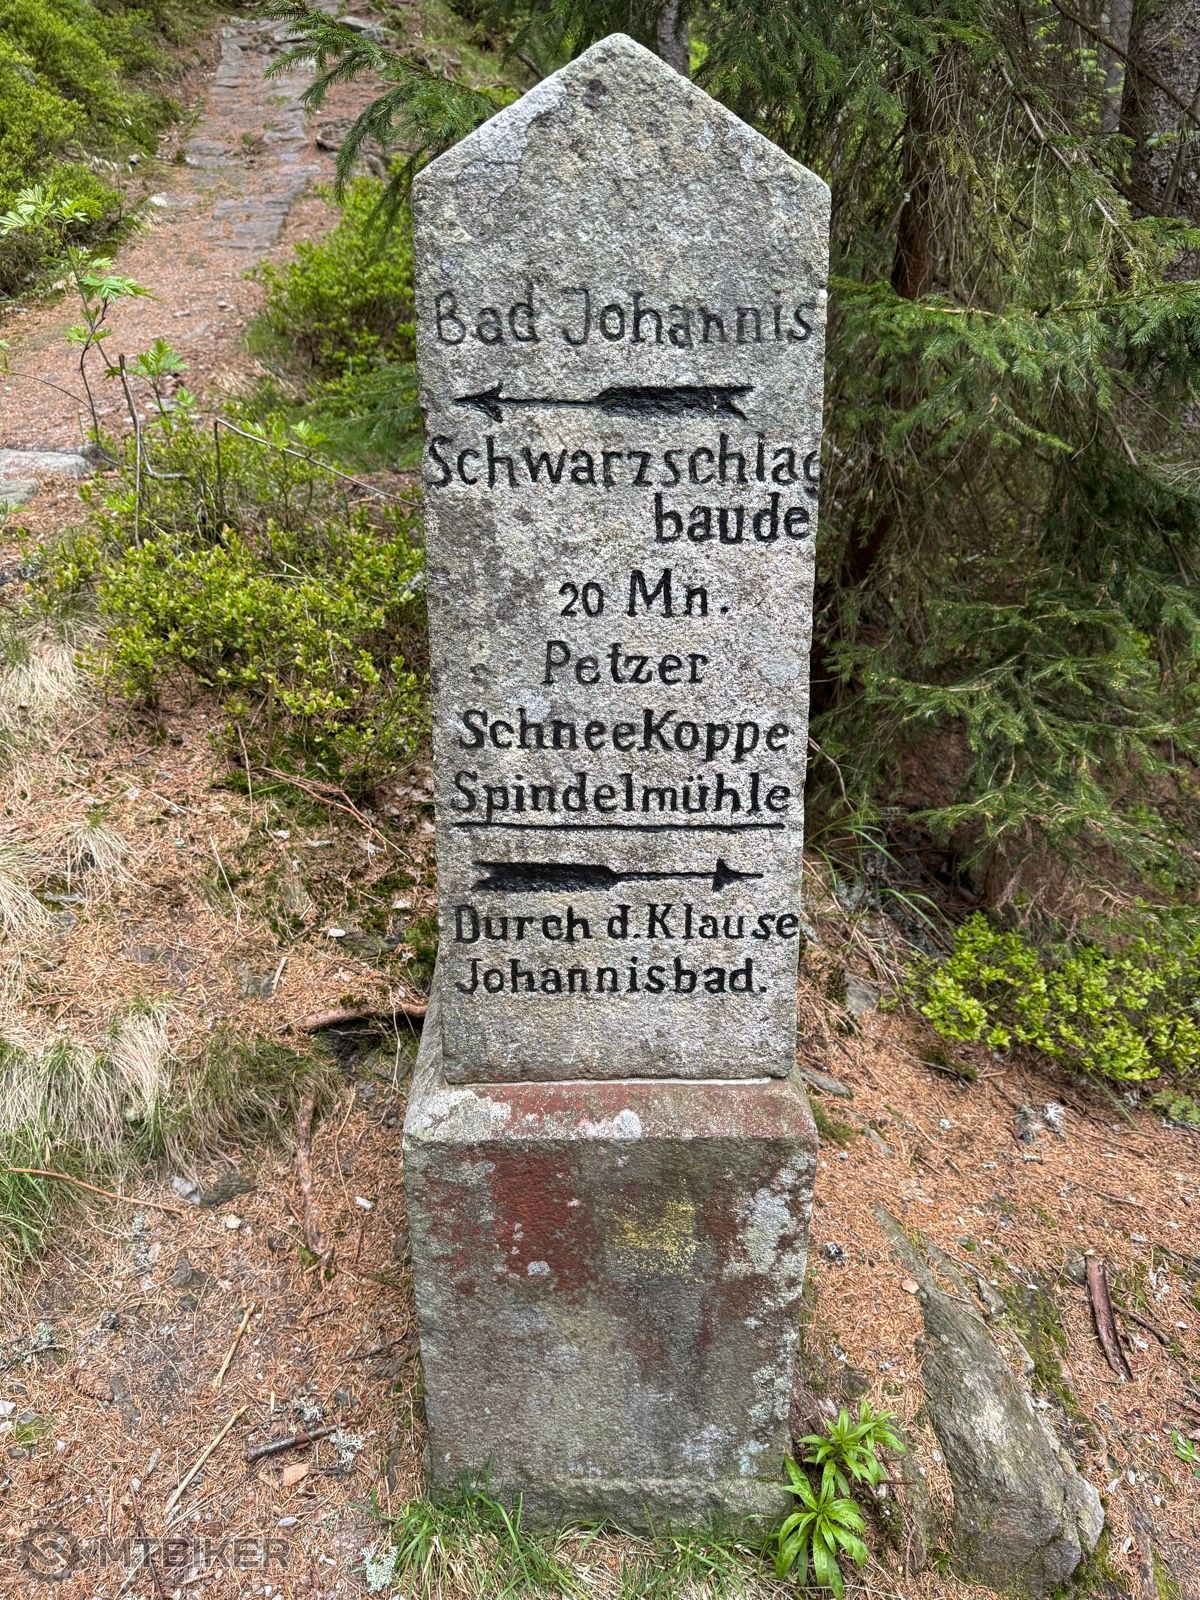 Bad Johannis
Schwarzschlag
baude
20 Mn.
Petzer
Schneekoppe
Spindelmühle
Durch d. Klause
Johannisbad.
MTBIKER